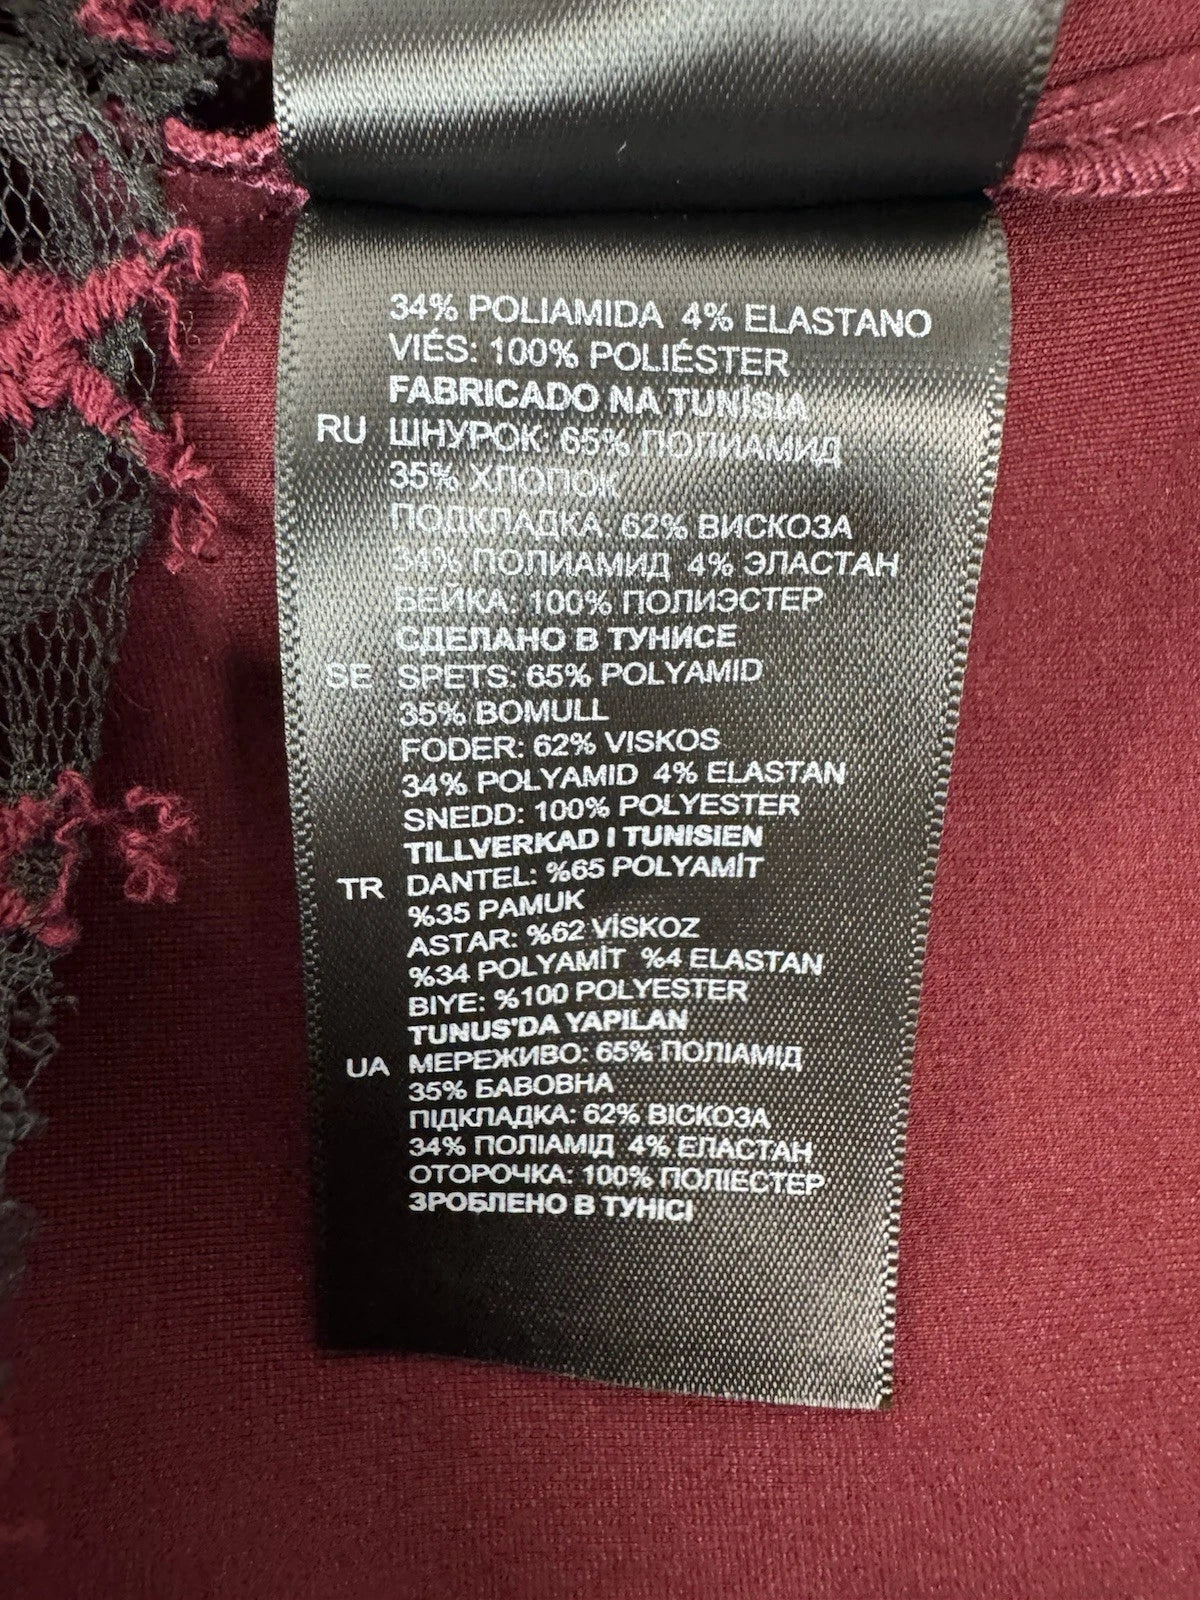 34% POLIAMIDA 4% ELASTANO
VIÉS: 100% POLIÉSTER
FABRICADO NA TUNÍSIA
RU ШНУРОК: 65% ПОЛИАМИД
35% ХЛОПОК
ПОДКЛАДКА: 62% ВИСКОЗА
34% ПОЛИАМИД 4% ЭЛАСТАН
БЕЙКА: 100% ПОЛИЭСТЕР
СДЕЛАНО В ТУНИСЕ
SE SPETS: 65% POLYAMID
35% BOMULL
FODER: 62% VISKOS
34% POLYAMID 4% ELASTAN
SNEDD: 100% POLYESTER
TILLVERKAD I TUNISIEN
TR DANTEL: %65 POLYAMİT
%35 PAMUK
ASTAR: %62 VİSKOZ
%34 POLYAMİT %4 ELASTAN
BIYE: %100 POLYESTER
TUNUS'DA YAPILAN
UA МЕРЕЖИВО: 65% ПОЛІАМІД
35% БАВОВНА
ПІДКЛАДКА: 62% ВІСКОЗА
34% ПОЛІАМІД 4% ЕЛАСТАН
ОТОРОЧКА: 100% ПОЛІЕСТЕР
ЗРОБЛЕНО В ТУНІСІ